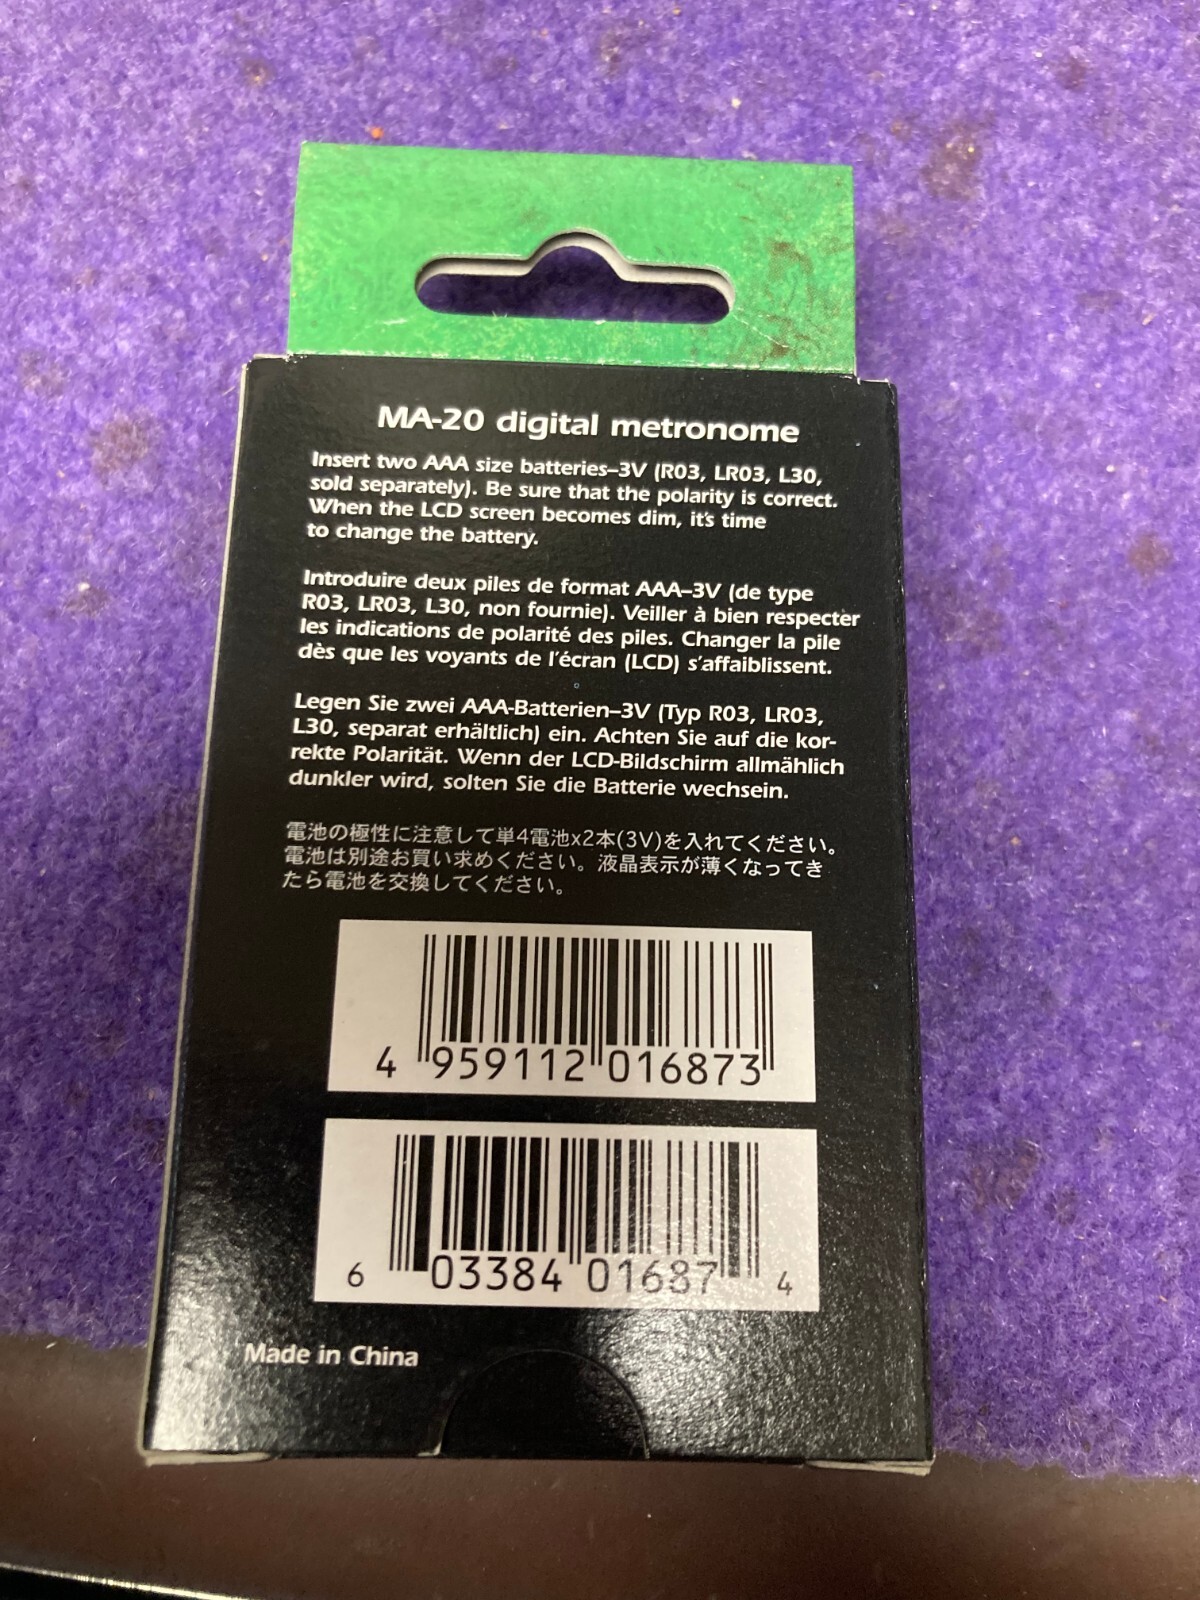 MA-20 digital metronome
Insert two AAA size batteries–3V (R03, LR03, L30,
sold separately). Be sure that the polarity is correct.
When the LCD screen becomes dim, it's time
to change the battery.
Introduire deux piles de format AAA–3V (de type
R03, LR03, L30, non fournie). Veiller à bien respecter
les indications de polarité des piles. Changer la pile
dès que les voyants de l'écran (LCD) s'affaiblissent.
Legen Sie zwei AAA-Batterien–3V (Typ R03, LR03,
L30, separat erhältlich) ein. Achten Sie auf die kor-
rekte Polarität. Wenn der LCD-Bildschirm allmählich
dunkler wird, solten Sie die Batterie wechsein.
電池の極性に注意して単4電池x2本(3V)を入れてください。
電池は別途お買い求めください。液晶表示が薄くなってき
たら電池を交換してください。
4 959112 016873
6 03384 01687 4
Made in China